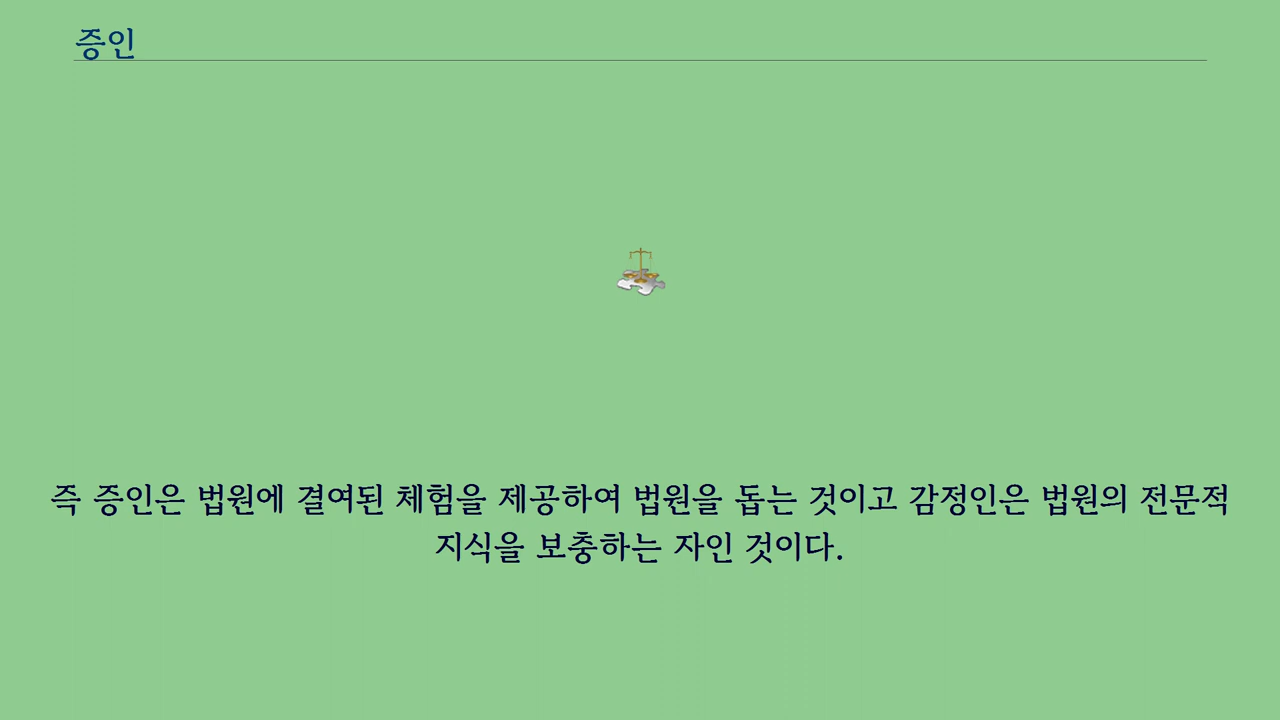 증인
즉 증인은 법원에 결여된 체험을 제공하여 법원을 돕는 것이고 감정인은 법원의 전문적
지식을 보충하는 자인 것이다.